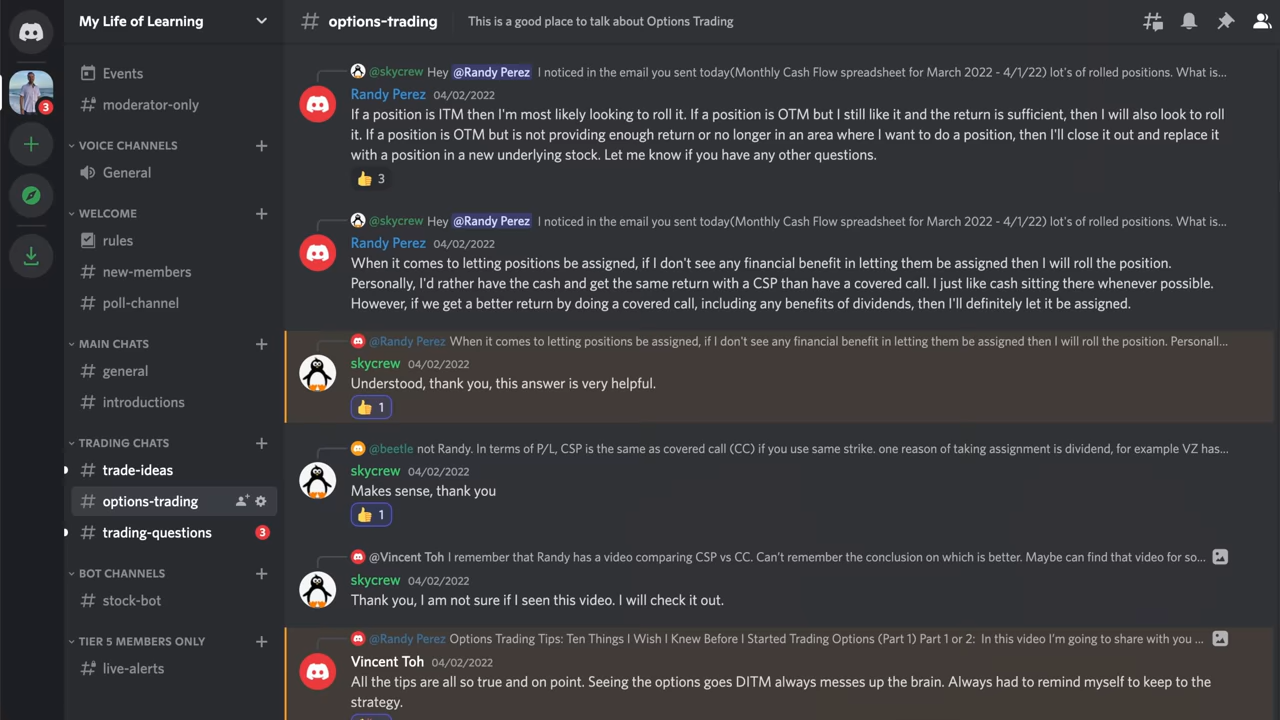 My Life of Learning
options-trading
This is a good place to talk about Options Trading
3
Events
moderator-only
VOICE CHANNELS
General
WELCOME
rules
new-members
poll-channel
MAIN CHATS
general
introductions
TRADING CHATS
trade-ideas
options-trading
trading-questions
3
BOT CHANNELS
stock-bot
TIER 5 MEMBERS ONLY
live-alerts
@skycrew Hey @Randy Perez I noticed in the email you sent today(Monthly Cash Flow spreadsheet for March 2022 - 4/1/22) lot's of rolled positions. What is...
Randy Perez 04/02/2022
If a position is ITM then I'm most likely looking to roll it. If a position is OTM but I still like it and the return is sufficient, then I will also look to roll
it. If a position is OTM but is not providing enough return or no longer in an area where I want to do a position, then I'll close it out and replace it
with a position in a new underlying stock. Let me know if you have any other questions.
3
@skycrew Hey @Randy Perez I noticed in the email you sent today(Monthly Cash Flow spreadsheet for March 2022 - 4/1/22) lot's of rolled positions. What is...
Randy Perez 04/02/2022
When it comes to letting positions be assigned, if I don't see any financial benefit in letting them be assigned then I will roll the position.
Personally, I'd rather have the cash and get the same return with a CSP than have a covered call. I just like cash sitting there whenever possible.
However, if we get a better return by doing a covered call, including any benefits of dividends, then I'll definitely let it be assigned.
@Randy Perez When it comes to letting positions be assigned, if I don't see any financial benefit in letting them be assigned then I will roll the position. Personall...
skycrew 04/02/2022
Understood, thank you, this answer is very helpful.
1
@beetle not Randy. In terms of P/L, CSP is the same as covered call (CC) if you use same strike. one reason of taking assignment is dividend, for example VZ has...
skycrew 04/02/2022
Makes sense, thank you
1
@Vincent Toh I remember that Randy has a video comparing CSP vs CC. Can't remember the conclusion on which is better. Maybe can find that video for so...
skycrew 04/02/2022
Thank you, I am not sure if I seen this video. I will check it out.
@Randy Perez Options Trading Tips: Ten Things I Wish I Knew Before I Started Trading Options (Part 1) Part 1 or 2: In this video I'm going to share with you ...
Vincent Toh 04/02/2022
All the tips are all so true and on point. Seeing the options goes DITM always messes up the brain. Always had to remind myself to keep to the
strategy.